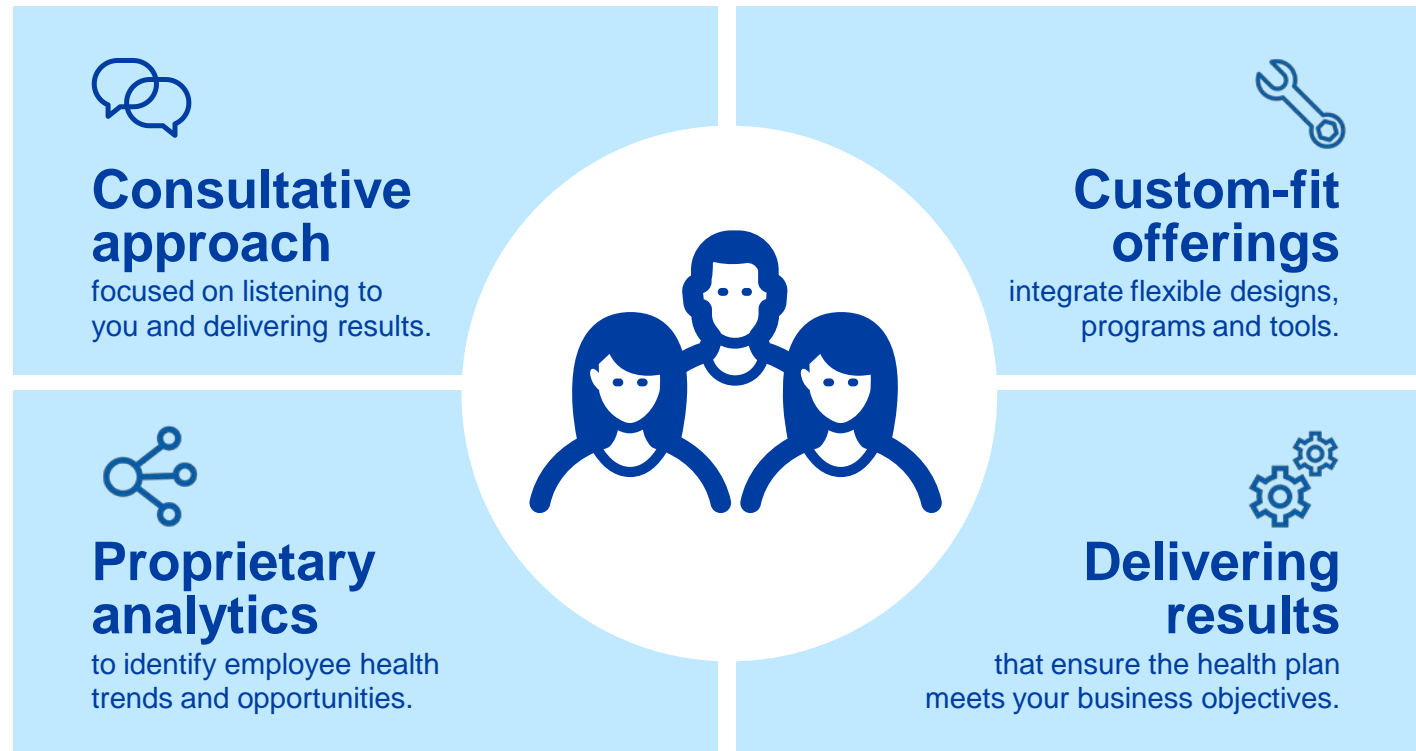 Consultative
approach
focused on listening to
you and delivering results.
Custom-fit
offerings
integrate flexible designs,
programs and tools.
Proprietary
analytics
to identify employee health
trends and opportunities.
Delivering
results
that ensure the health plan
meets your business objectives.